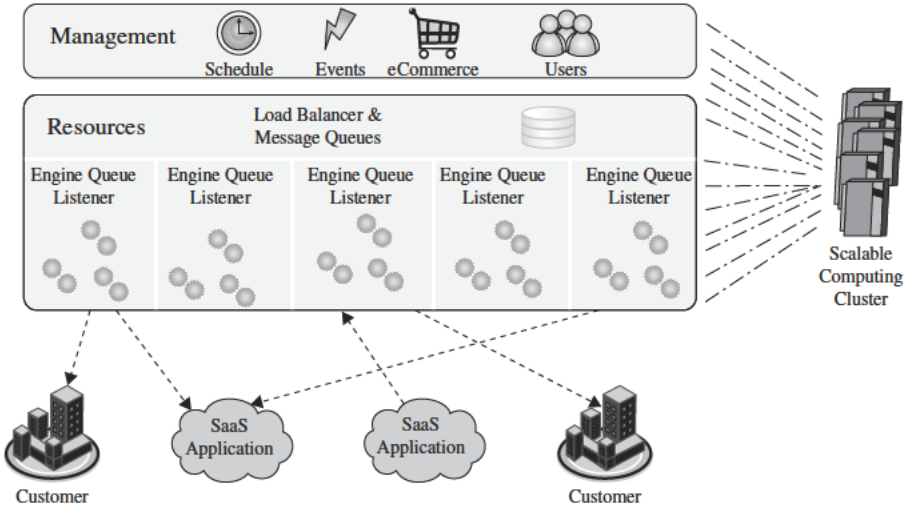 Management
Schedule
Events
eCommerce
Users
Resources
Load Balancer &
Message Queues
Engine Queue
Listener
Engine Queue
Listener
Engine Queue
Listener
Engine Queue
Listener
Engine Queue
Listener
Scalable
Computing
Cluster
SaaS
Application
SaaS
Application
Customer
Customer